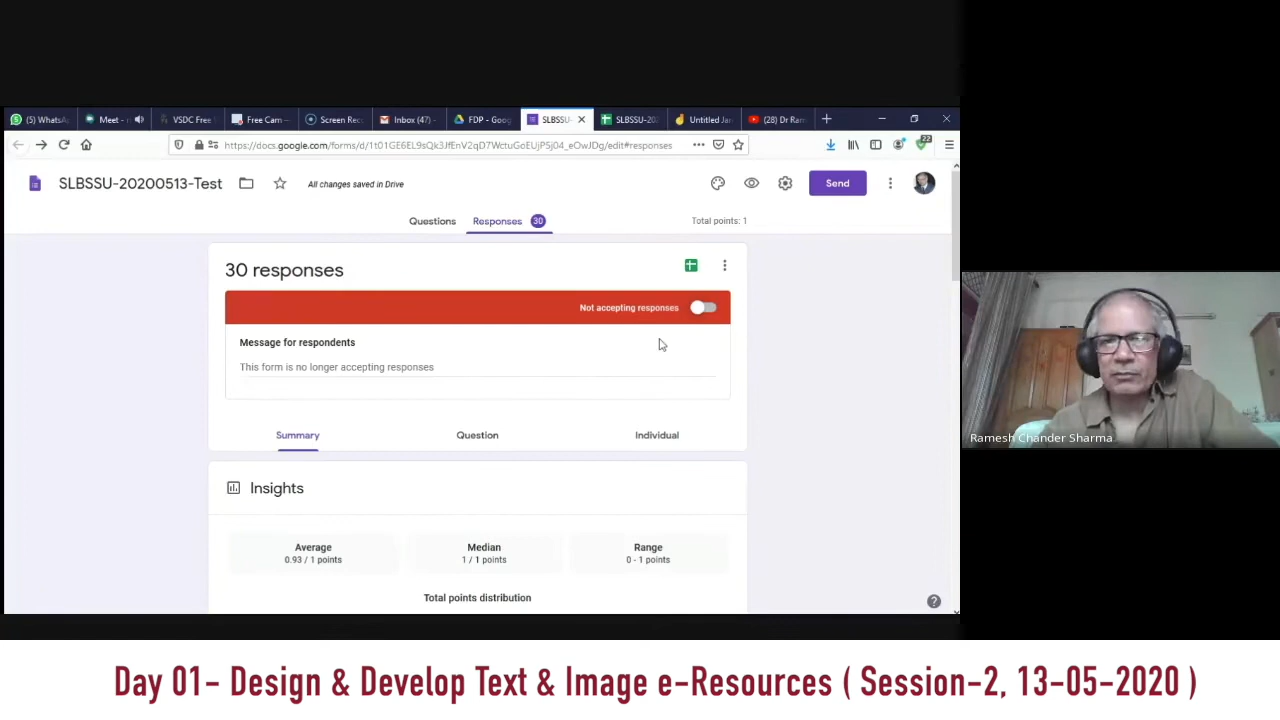 (5) WhatsA
Meet -
VSDC Free
Free Cam —
Screen Rec
Inbox (47) -
FDP - Goog
SLBSSU-
SLBSSU-202
Untitled Jam
(28) Dr Ram
https://docs.google.com/forms/d/1t01GE6EL9sQk3JfEnV2qD7WctuGoEUjPSj04_eOwJDg/edit#responses
22
SLBSSU-20200513-Test
All changes saved in Drive
Send
Questions
Responses 30
Total points: 1
30 responses
Not accepting responses
Message for respondents
This form is no longer accepting responses
Summary
Question
Individual
Insights
Average
0.93 / 1 points
Median
1 / 1 points
Range
0 - 1 points
Total points distribution
Ramesh Chander Sharma
Day 01- Design & Develop Text & Image e-Resources ( Session-2, 13-05-2020 )